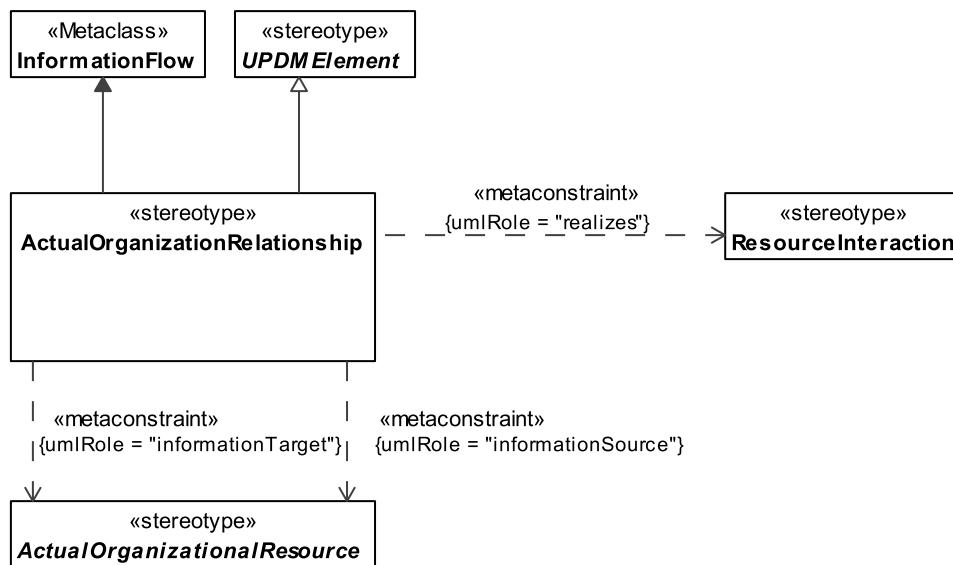 «Metaclass»
InformationFlow
«stereotype»
UPDMElement
«stereotype»
ActualOrganizationRelationship
«metaconstraint»
{umlRole = "realizes"}
«stereotype»
ResourceInteraction
«metaconstraint»
{umlRole = "informationTarget"}
«metaconstraint»
{umlRole = "informationSource"}
«stereotype»
ActualOrganizationalResource